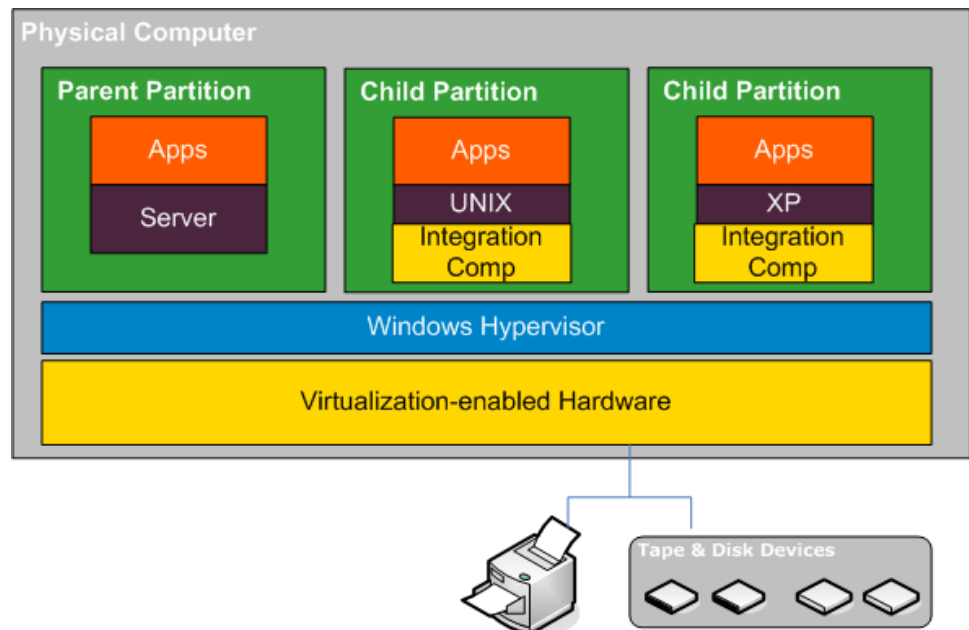 Physical Computer
Parent Partition
Apps
Server
Child Partition
Apps
UNIX
Integration
Comp
Child Partition
Apps
XP
Integration
Comp
Windows Hypervisor
Virtualization-enabled Hardware
Tape & Disk Devices